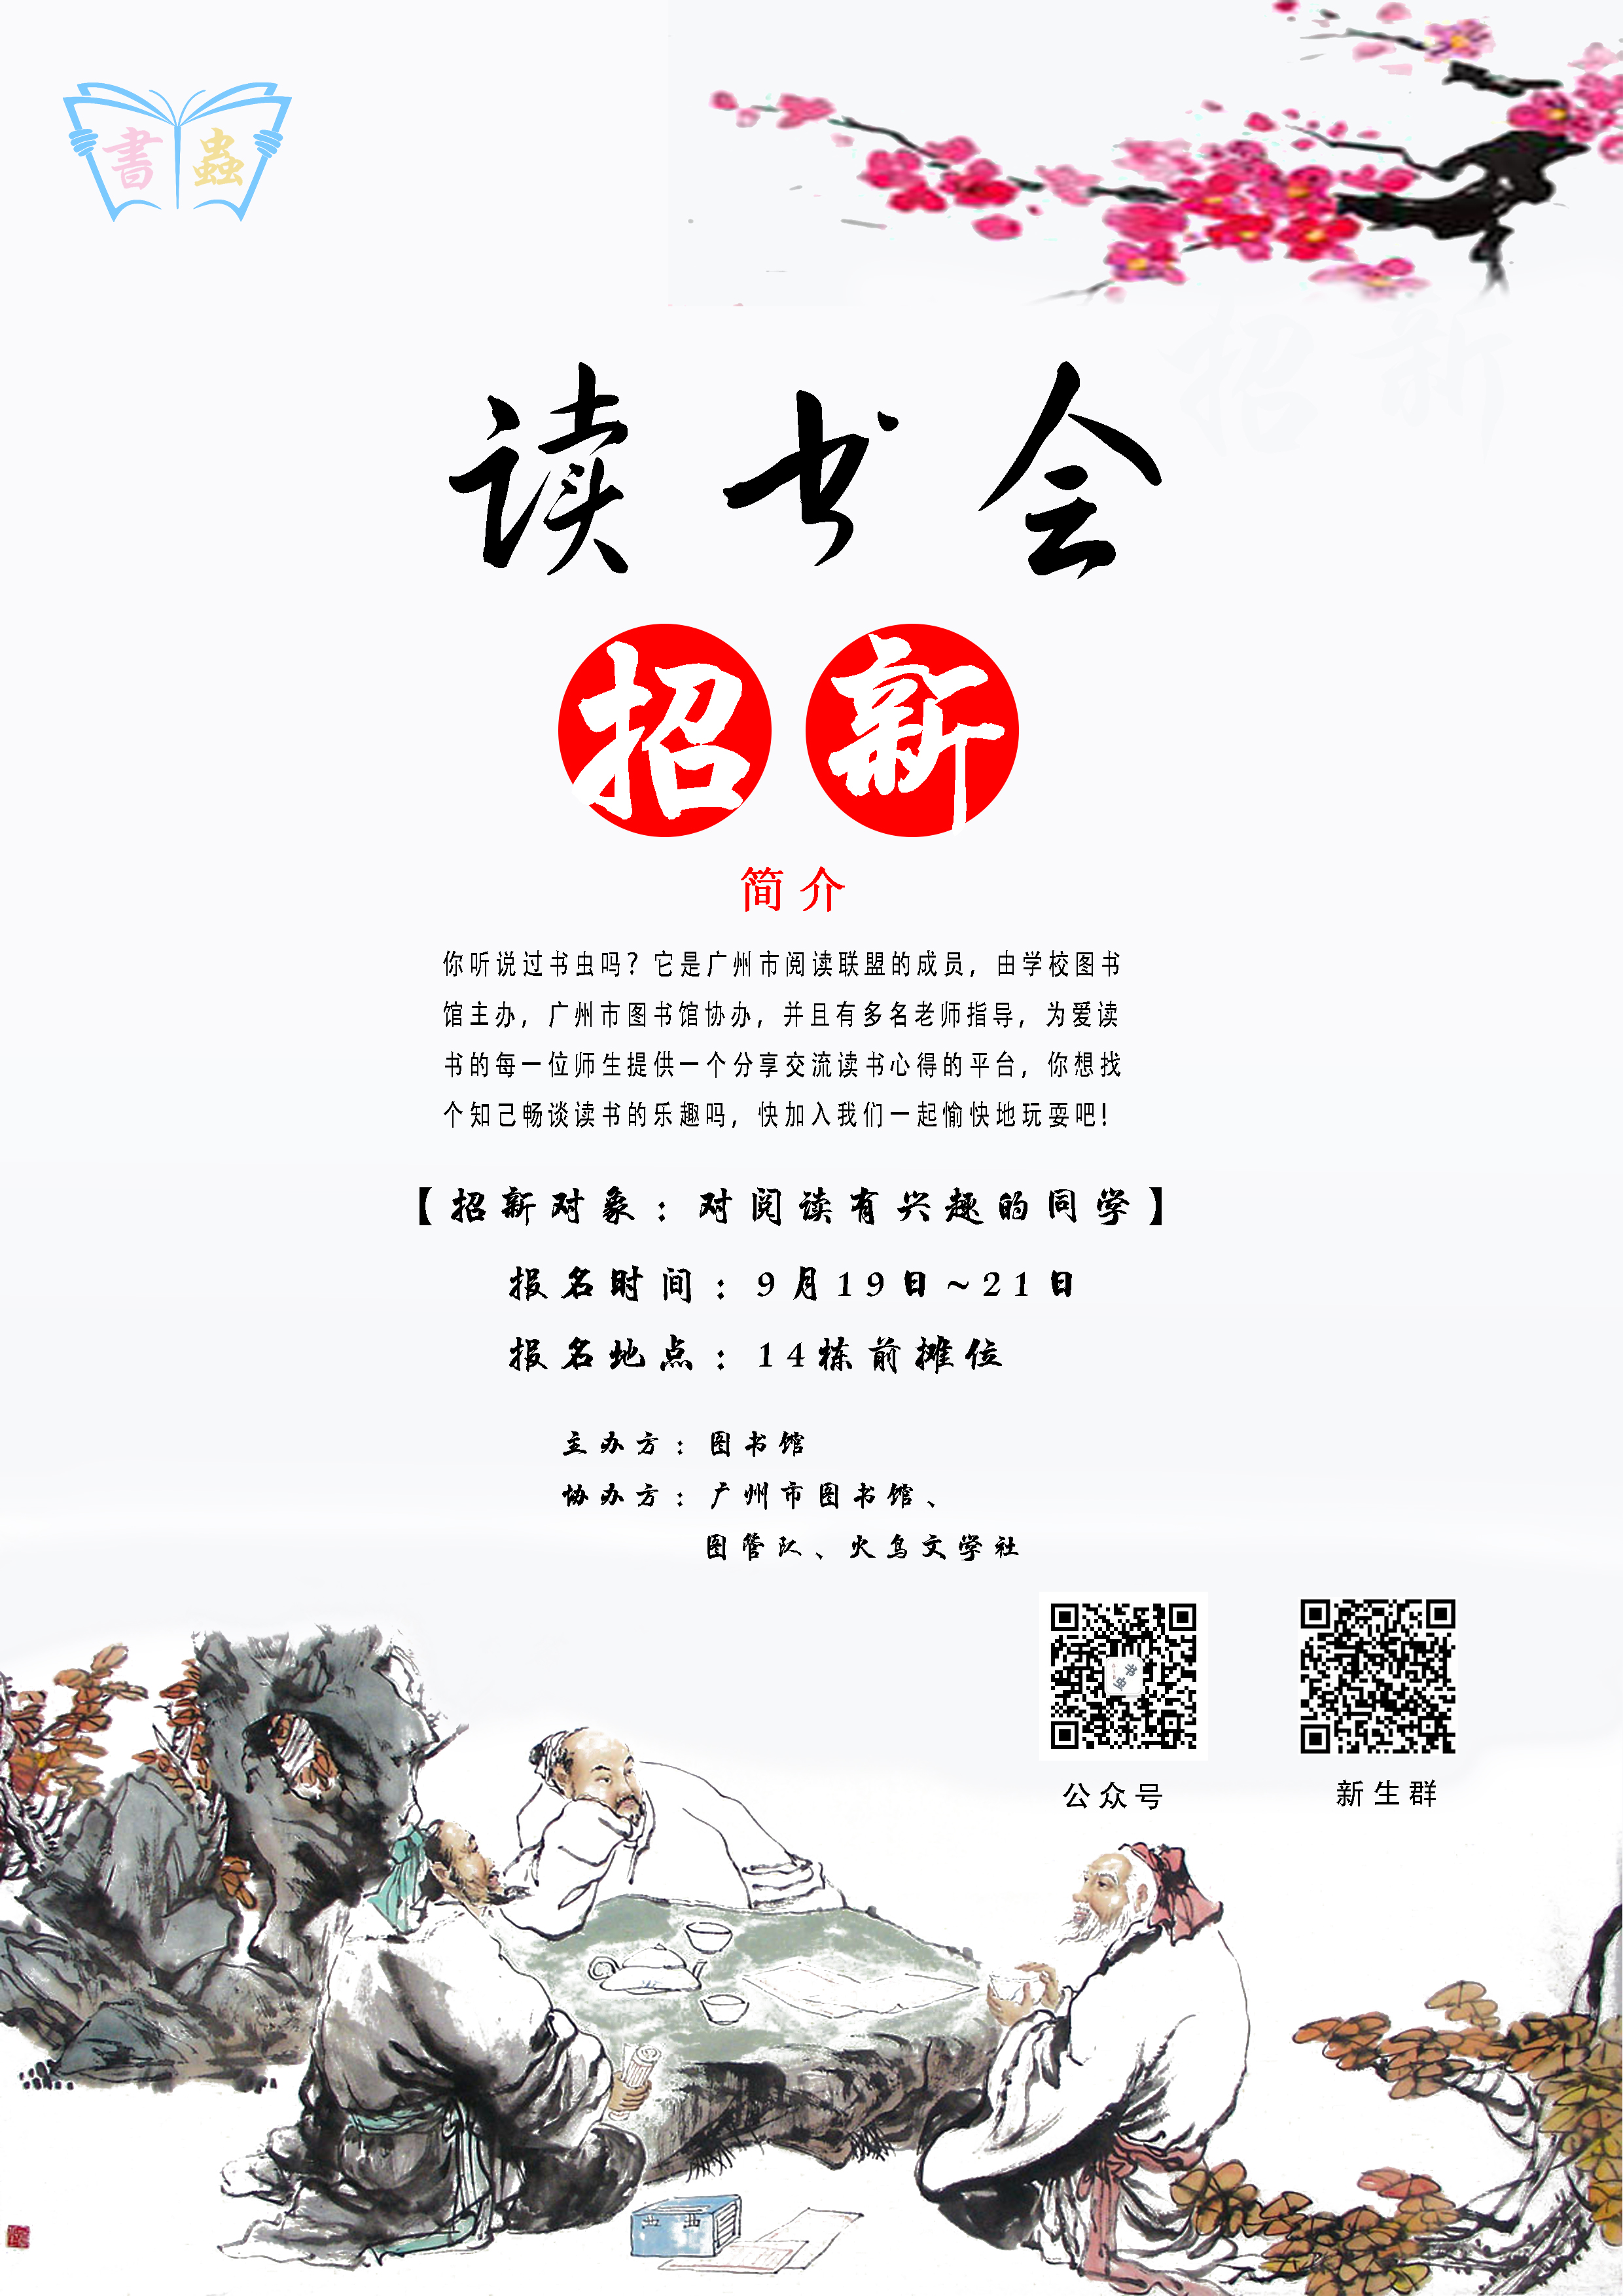 書蟲
读书会
招新
简介
你听说过书虫吗？它是广州市阅读联盟的成员，由学校图书
馆主办，广州市图书馆协办，并且有多名老师指导，为爱读
书的每一位师生提供一个分享交流读书心得的平台，你想找
个知己畅谈读书的乐趣吗，快加入我们一起愉快地玩耍吧！
【招新对象：对阅读有兴趣的同学】
报名时间：9月19日~21日
报名地点：14栋前摊位
主办方：图书馆
协办方：广州市图书馆、
图管队、火鸟文学社
书虫
公众号
新生群